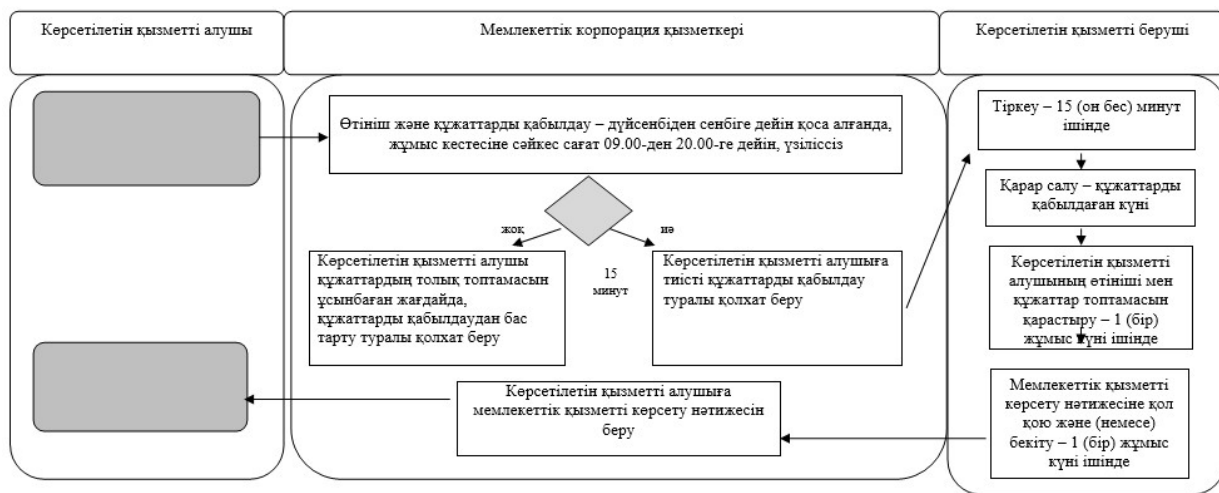 Көрсетілетін қызметті алушы
Мемлекеттік корпорация қызметкері
Көрсетілетін қызметті беруші
Өтініш және құжаттарды қабылдау – дүйсенбіден сенбіге дейін қоса алғанда,
жұмыс кестесіне сәйкес сағат 09.00-ден 20.00-ге дейін, үзіліссіз
жоқ
иә
Көрсетілетін қызметті алушы
құжаттардың толық топтамасын
ұсынбаған жағдайда,
құжаттарды қабылдаудан бас
тарту туралы қолхат беру
15
минут
Көрсетілетін қызметті алушыға
тиісті құжаттарды қабылдау
туралы қолхат беру
Тіркеу – 15 (он бес) минут
ішінде
Қарар салу – құжаттарды
қабылдаған күні
Көрсетілетін қызметті
алушының өтініші мен
құжаттар топтамасын
қарастыру – 1 (бір)
жұмыс күні ішінде
Мемлекеттік қызметті
көрсету нәтижесіне қол
қою және (немесе)
бекіту – 1 (бір) жұмыс
күні ішінде
Көрсетілетін қызметті алушыға
мемлекеттік қызметті көрсету нәтижесін
беру